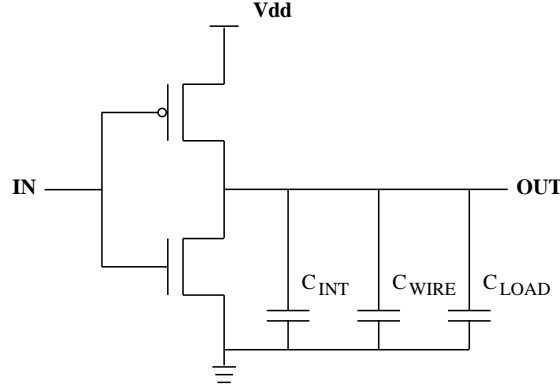 Vdd
IN
OUT
C_INT
C_WIRE
C_LOAD